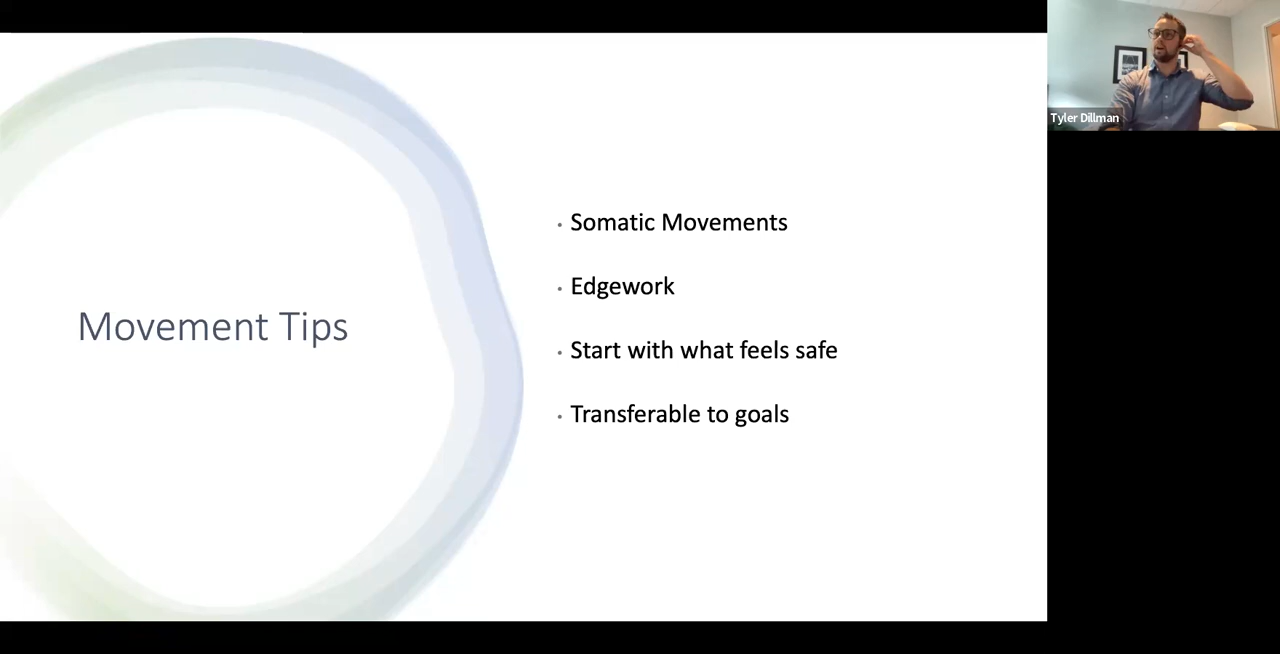 Movement Tips
· Somatic Movements
· Edgework
· Start with what feels safe
· Transferable to goals
Tyler Dillman